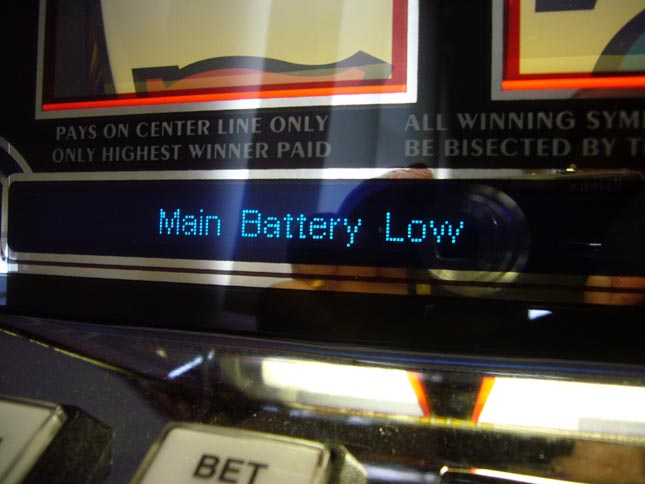 PAYS ON CENTER LINE ONLY
ONLY HIGHEST WINNER PAID
ALL WINNING SYM
BE BISECTED BY T
Main Battery Low
BET